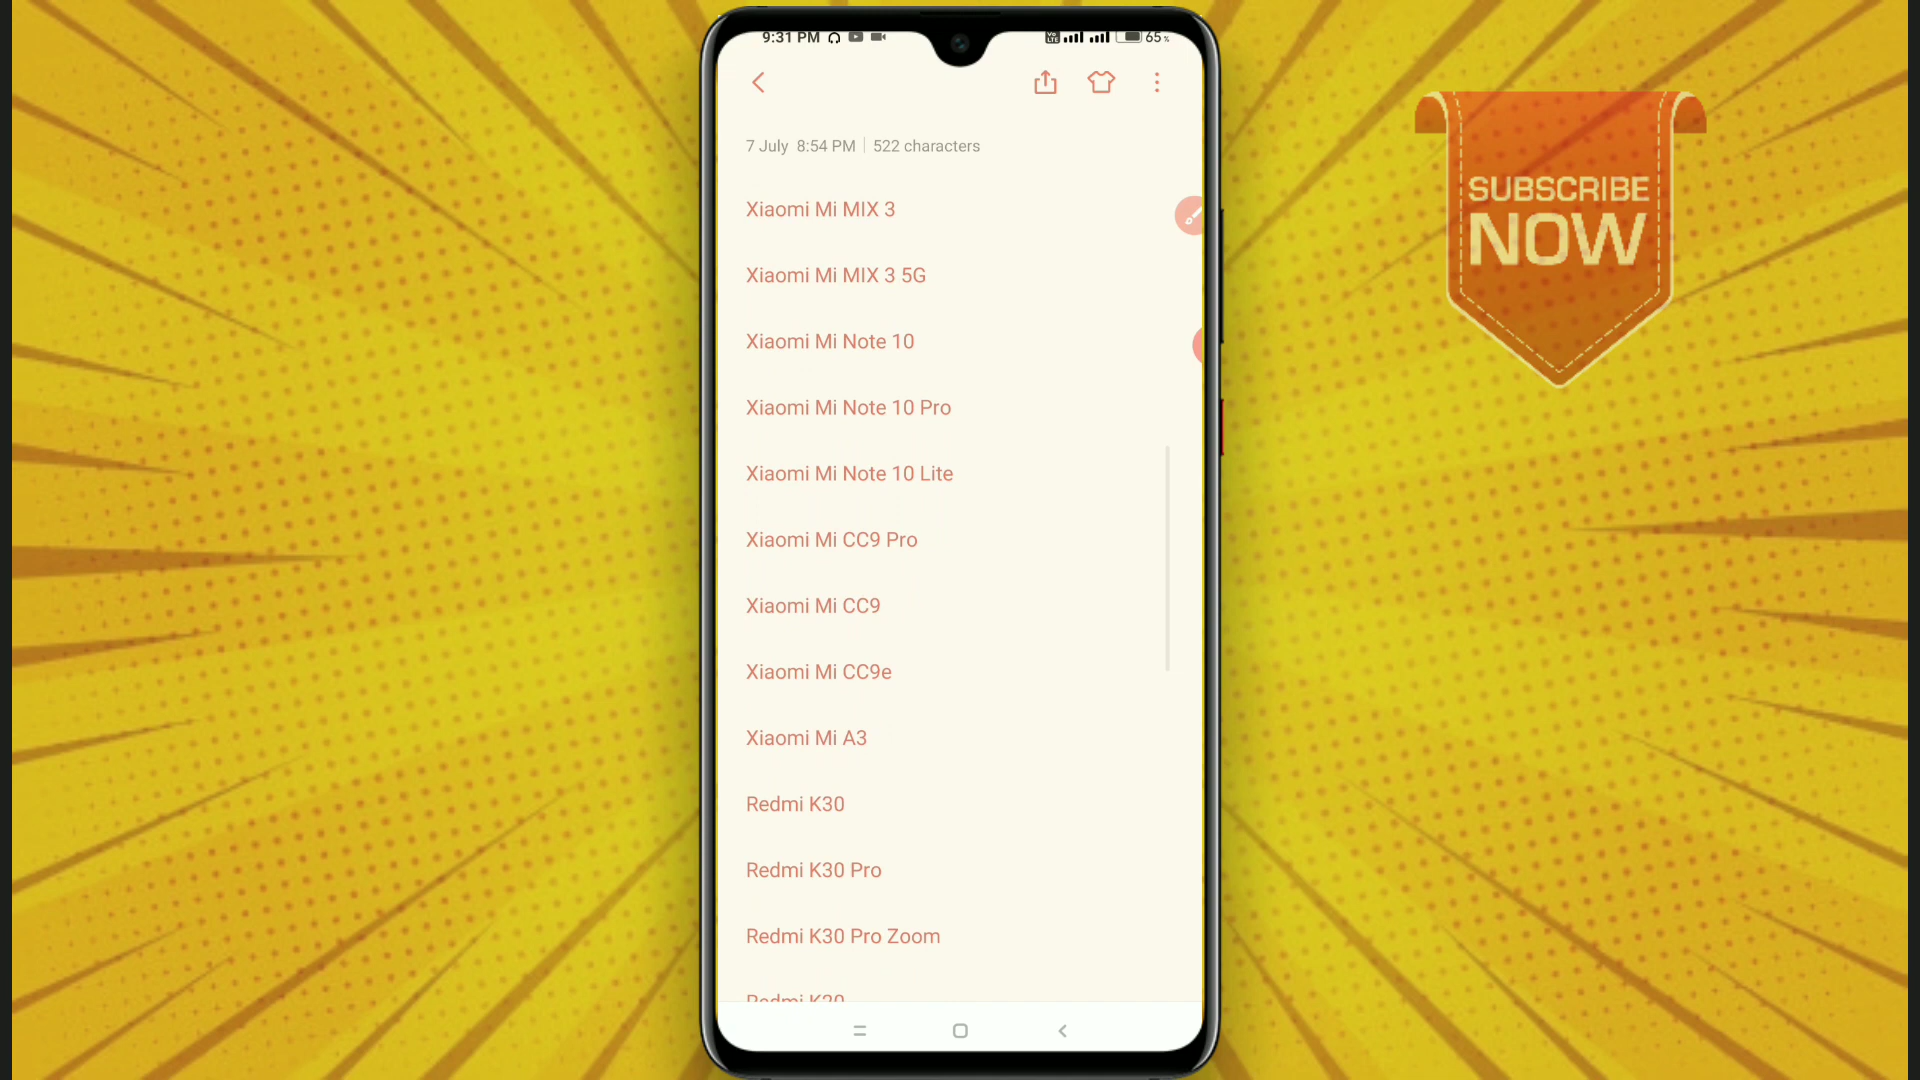 9:31 PM
Vo LTE 65%
7 July 8:54 PM | 522 characters
Xiaomi Mi MIX 3
Xiaomi Mi MIX 3 5G
Xiaomi Mi Note 10
Xiaomi Mi Note 10 Pro
Xiaomi Mi Note 10 Lite
Xiaomi Mi CC9 Pro
Xiaomi Mi CC9
Xiaomi Mi CC9e
Xiaomi Mi A3
Redmi K30
Redmi K30 Pro
Redmi K30 Pro Zoom
SUBSCRIBE
NOW